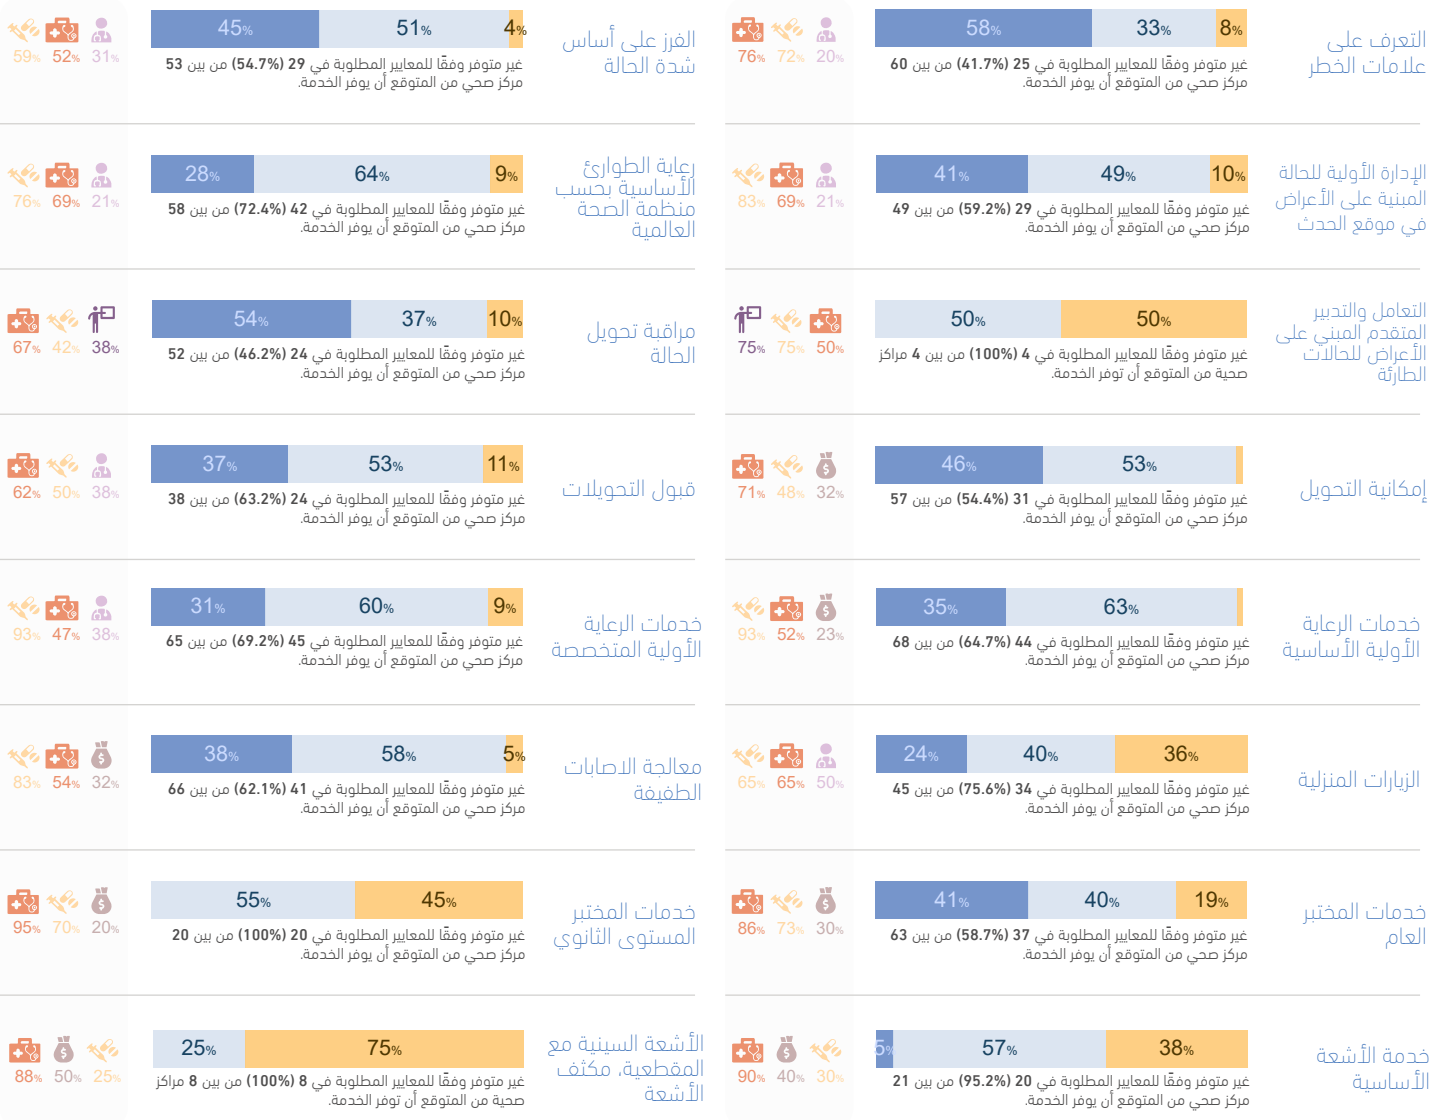 التعرف على
علامات الخطر
58% 33% 8%
غير متوفر وفقًا للمعايير المطلوبة في 25 (41.7%) من بين 60
مركز صحي من المتوقع أن يوفر الخدمة.
76% 72% 20%
الفرز على أساس
شدة الحالة
45% 51% 4%
غير متوفر وفقًا للمعايير المطلوبة في 29 (54.7%) من بين 53
مركز صحي من المتوقع أن يوفر الخدمة.
59% 52% 31%
الإدارة الأولية للحالة
المبنية على الأعراض
في موقع الحدث
41% 49% 10%
غير متوفر وفقًا للمعايير المطلوبة في 29 (59.2%) من بين 49
مركز صحي من المتوقع أن يوفر الخدمة.
83% 69% 21%
رعاية الطوارئ
الأساسية بحسب
منظمة الصحة
العالمية
28% 64% 9%
غير متوفر وفقًا للمعايير المطلوبة في 42 (72.4%) من بين 58
مركز صحي من المتوقع أن يوفر الخدمة.
76% 69% 21%
التعامل والتدبير
المتقدم المبني على
الأعراض للحالات
الطارئة
50% 50%
غير متوفر وفقًا للمعايير المطلوبة في 4 (100%) من بين 4 مراكز
صحية من المتوقع أن توفر الخدمة.
75% 75% 50%
مراقبة تحويل
الحالة
54% 37% 10%
غير متوفر وفقًا للمعايير المطلوبة في 24 (46.2%) من بين 52
مركز صحي من المتوقع أن يوفر الخدمة.
67% 42% 38%
إمكانية التحويل
46% 53%
غير متوفر وفقًا للمعايير المطلوبة في 31 (54.4%) من بين 57
مركز صحي من المتوقع أن يوفر الخدمة.
71% 48% 32%
قبول التحويلات
37% 53% 11%
غير متوفر وفقًا للمعايير المطلوبة في 24 (63.2%) من بين 38
مركز صحي من المتوقع أن يوفر الخدمة.
62% 50% 38%
خدمات الرعاية
الأولية الأساسية
35% 63%
غير متوفر وفقًا للمعايير المطلوبة في 44 (64.7%) من بين 68
مركز صحي من المتوقع أن يوفر الخدمة.
93% 52% 23%
خدمات الرعاية
الأولية المتخصصة
31% 60% 9%
غير متوفر وفقًا للمعايير المطلوبة في 45 (69.2%) من بين 65
مركز صحي من المتوقع أن يوفر الخدمة.
93% 47% 38%
الزيارات المنزلية
24% 40% 36%
غير متوفر وفقًا للمعايير المطلوبة في 34 (75.6%) من بين 45
مركز صحي من المتوقع أن يوفر الخدمة.
65% 65% 50%
معالجة الاصابات
الطفيفة
38% 58% 5%
غير متوفر وفقًا للمعايير المطلوبة في 41 (62.1%) من بين 66
مركز صحي من المتوقع أن يوفر الخدمة.
83% 54% 32%
خدمات المختبر
العام
41% 40% 19%
غير متوفر وفقًا للمعايير المطلوبة في 37 (58.7%) من بين 63
مركز صحي من المتوقع أن يوفر الخدمة.
86% 73% 30%
خدمات المختبر
المستوى الثانوي
55% 45%
غير متوفر وفقًا للمعايير المطلوبة في 20 (100%) من بين 20
مركز صحي من المتوقع أن يوفر الخدمة.
95% 70% 20%
خدمة الأشعة
الأساسية
5% 57% 38%
غير متوفر وفقًا للمعايير المطلوبة في 20 (95.2%) من بين 21
مركز صحي من المتوقع أن يوفر الخدمة.
90% 40% 30%
الأشعة السينية مع
المقطعية، مكثف
الأشعة
25% 75%
غير متوفر وفقًا للمعايير المطلوبة في 8 (100%) من بين 8 مراكز
صحية من المتوقع أن توفر الخدمة.
88% 50% 25%